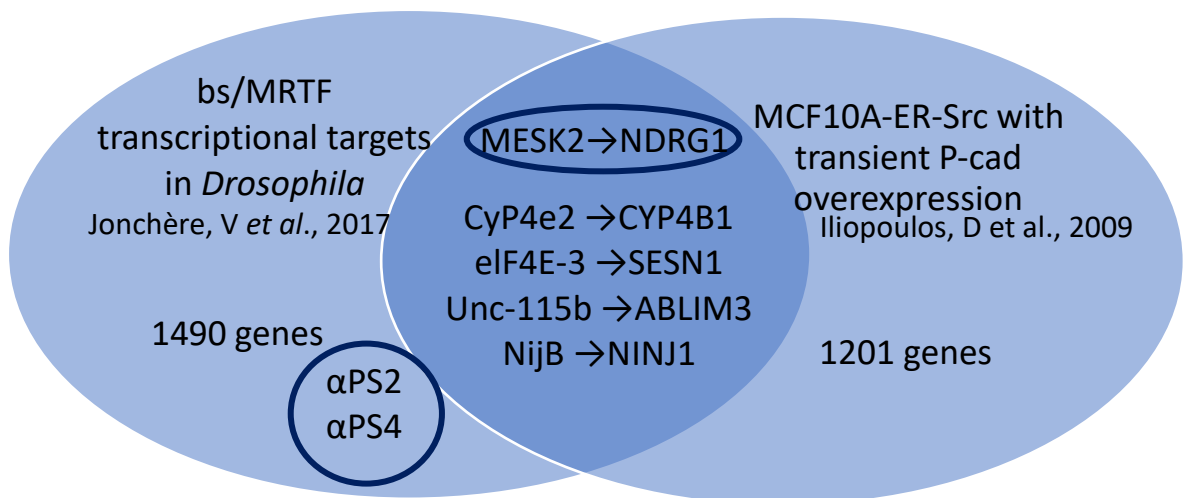 bs/MRTF
transcriptional targets
in Drosophila
Jonchère, V et al., 2017
1490 genes
αPS2
αPS4
MESK2→NDRG1
CyP4e2 →CYP4B1
elF4E-3 →SESN1
Unc-115b →ABLIM3
NijB →NINJ1
MCF10A-ER-Src with
transient P-cad
overexpression
Iliopoulos, D et al., 2009
1201 genes